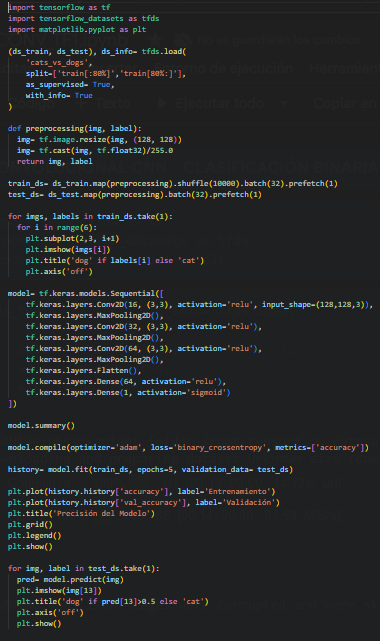 import tensorflow as tf
import tensorflow_datasets as tfds
import matplotlib.pyplot as plt

(ds_train, ds_test), ds_info= tfds.load(
    'cats_vs_dogs',
    split=['train[:80%]','train[80%:]'],
    as_supervised= True,
    with_info= True
)

def preprocessing(img, label):
  img= tf.image.resize(img, (128, 128))
  img= tf.cast(img, tf.float32)/255.0
  return img, label

train_ds= ds_train.map(preprocessing).shuffle(10000).batch(32).prefetch(1)
test_ds= ds_test.map(preprocessing).batch(32).prefetch(1)

for imgs, labels in train_ds.take(1):
  for i in range(6):
    plt.subplot(2,3, i+1)
    plt.imshow(imgs[i])
    plt.title('dog' if labels[i] else 'cat')
    plt.axis('off')

model= tf.keras.models.Sequential([
    tf.keras.layers.Conv2D(16, (3,3), activation='relu', input_shape=(128,128,3)),
    tf.keras.layers.MaxPooling2D(),
    tf.keras.layers.Conv2D(32, (3,3), activation='relu'),
    tf.keras.layers.MaxPooling2D(),
    tf.keras.layers.Conv2D(64, (3,3), activation='relu'),
    tf.keras.layers.MaxPooling2D(),
    tf.keras.layers.Flatten(),
    tf.keras.layers.Dense(64, activation='relu'),
    tf.keras.layers.Dense(1, activation='sigmoid')
])

model.summary()

model.compile(optimizer='adam', loss='binary_crossentropy', metrics=['accuracy'])

history= model.fit(train_ds, epochs=5, validation_data= test_ds)

plt.plot(history.history['accuracy'], label='Entrenamiento')
plt.plot(history.history['val_accuracy'], label='Validación')
plt.title('Precisión del Modelo')
plt.grid()
plt.legend()
plt.show()

for img, label in test_ds.take(1):
  pred= model.predict(img)
  plt.imshow(img[13])
  plt.title('dog' if pred[13]>0.5 else 'cat')
  plt.axis('off')
  plt.show()